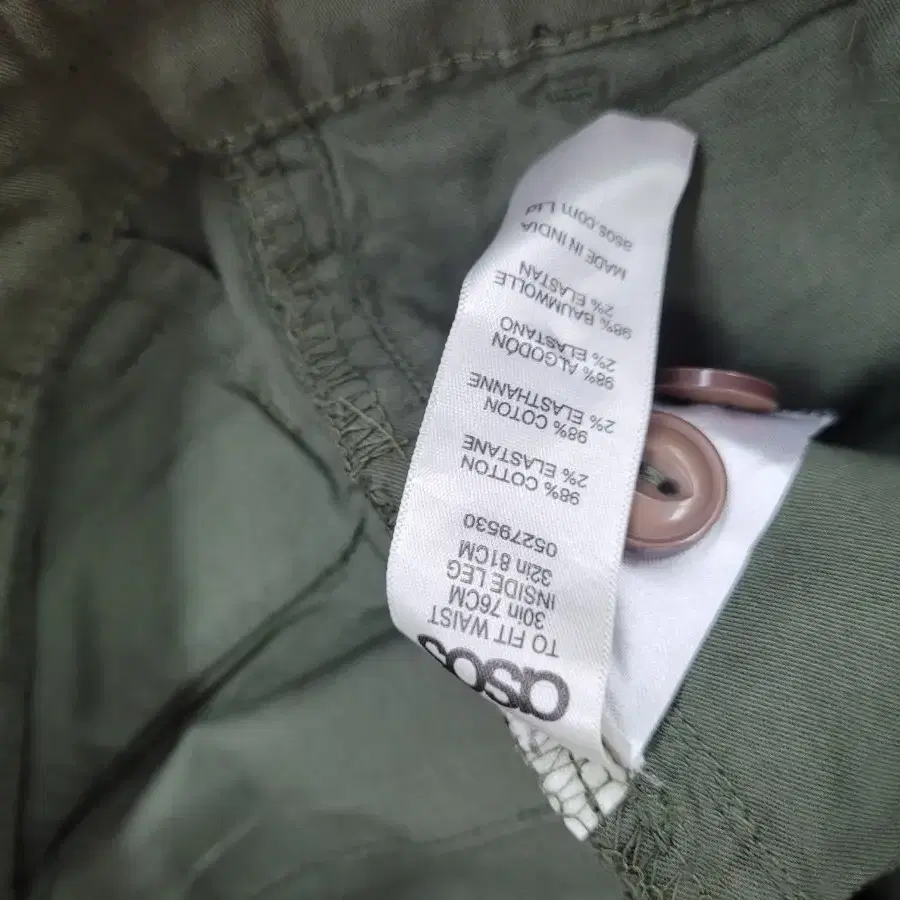 asos
TO FIT WAIST
30in 76CM
INSIDE LEG
32in 81CM
05279530
98% COTTON
2% ELASTANE
98% COTON
2% ELASTHANNE
98% ALGODÓN
2% ELASTANO
98% BAUMWOLLE
2% ELASTAN
MADE IN INDIA
asos.com Ltd